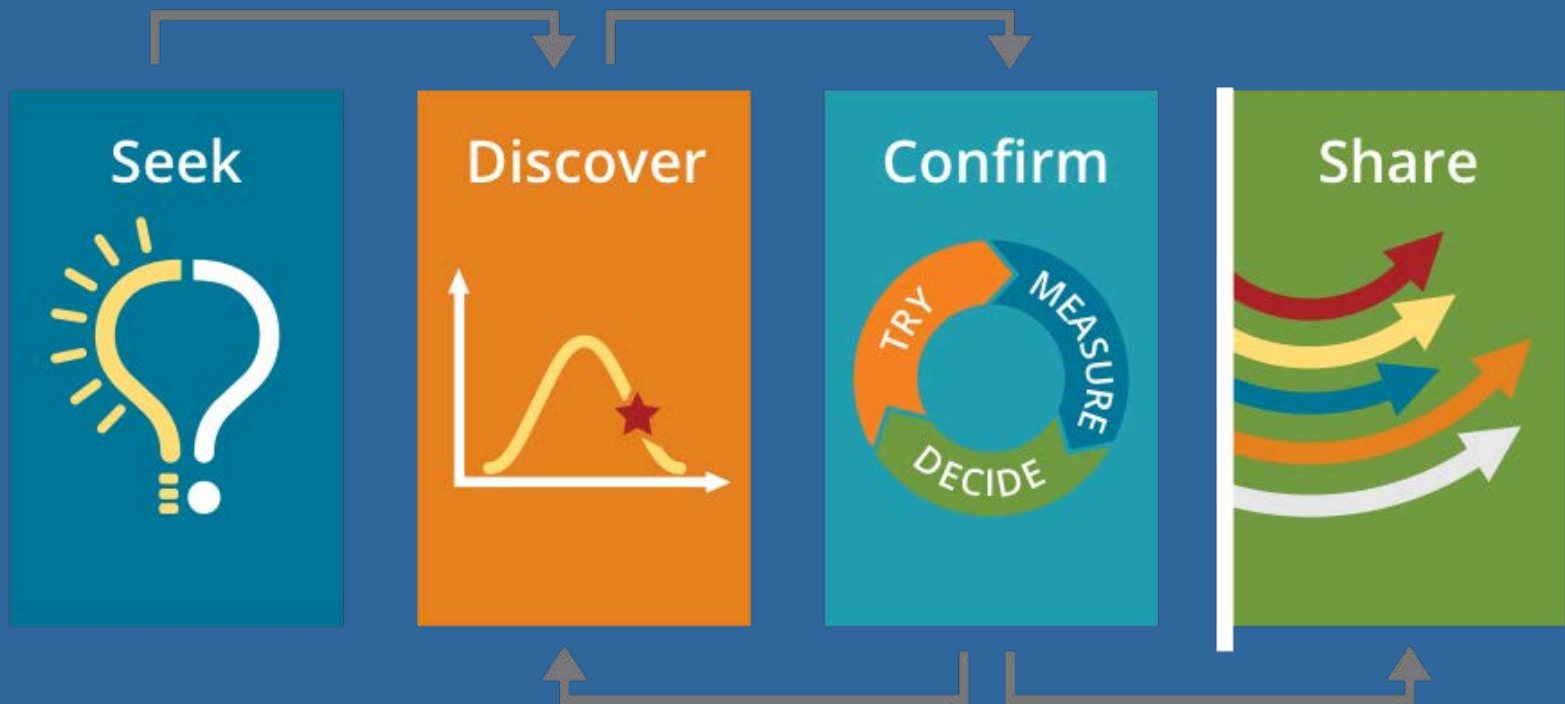 Seek
Discover
Confirm
Share
TRY
MEASURE
DECIDE